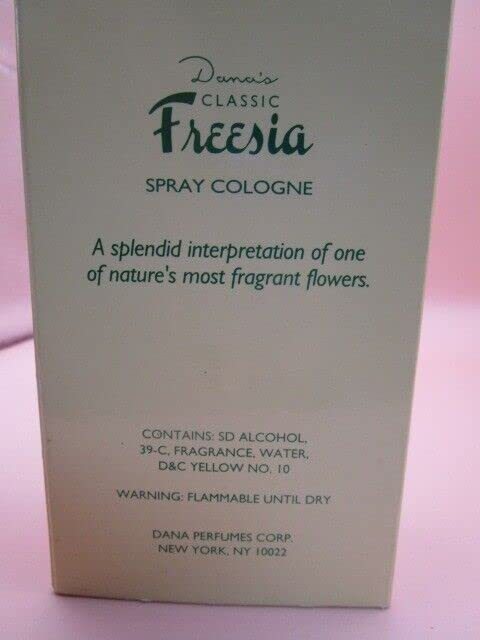 Dana's
CLASSIC
Freesia
SPRAY COLOGNE
A splendid interpretation of one
of nature's most fragrant flowers.
CONTAINS: SD ALCOHOL,
39-C, FRAGRANCE, WATER,
D&C YELLOW NO. 10
WARNING: FLAMMABLE UNTIL DRY
DANA PERFUMES CORP.
NEW YORK, NY 10022